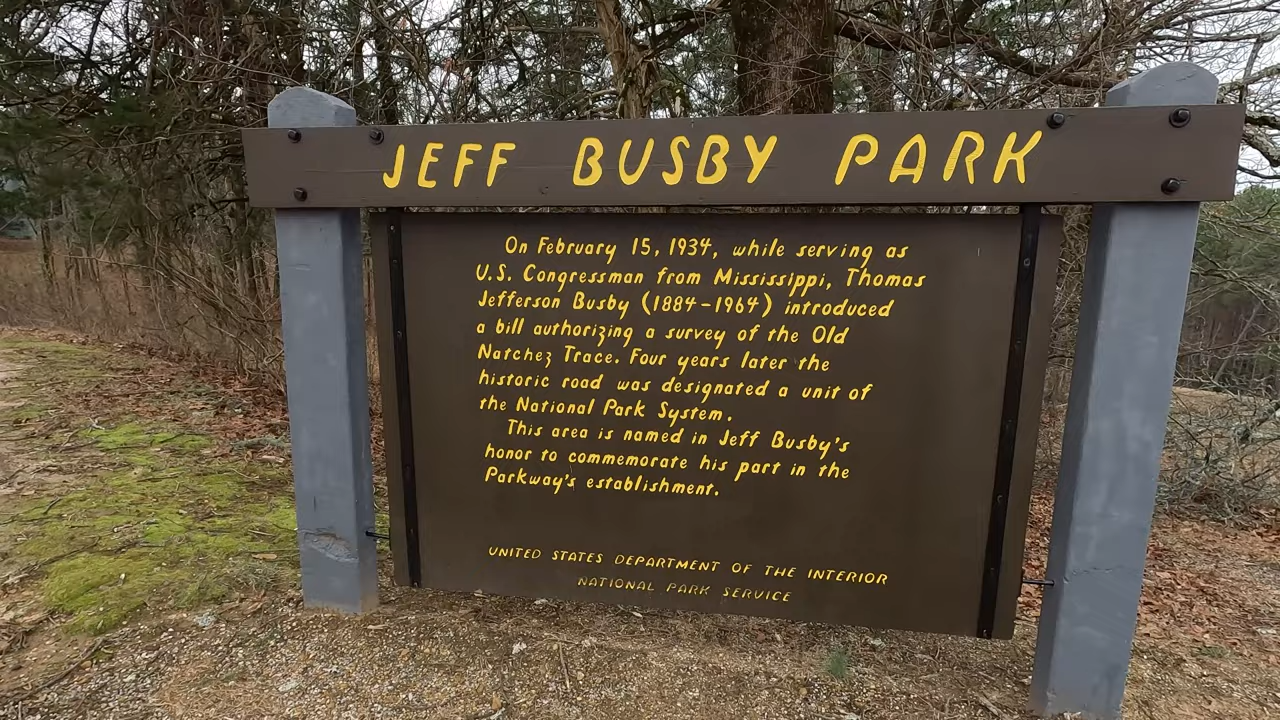 JEFF BUSBY PARK
On February 15, 1934, while serving as
U.S. Congressman from Mississippi, Thomas
Jefferson Busby (1884-1964) introduced
a bill authorizing a survey of the Old
Natchez Trace. Four years later the
historic road was designated a unit of
the National Park System.
This area is named in Jeff Busby's
honor to commemorate his part in the
Parkway's establishment.
UNITED STATES DEPARTMENT OF THE INTERIOR
NATIONAL PARK SERVICE